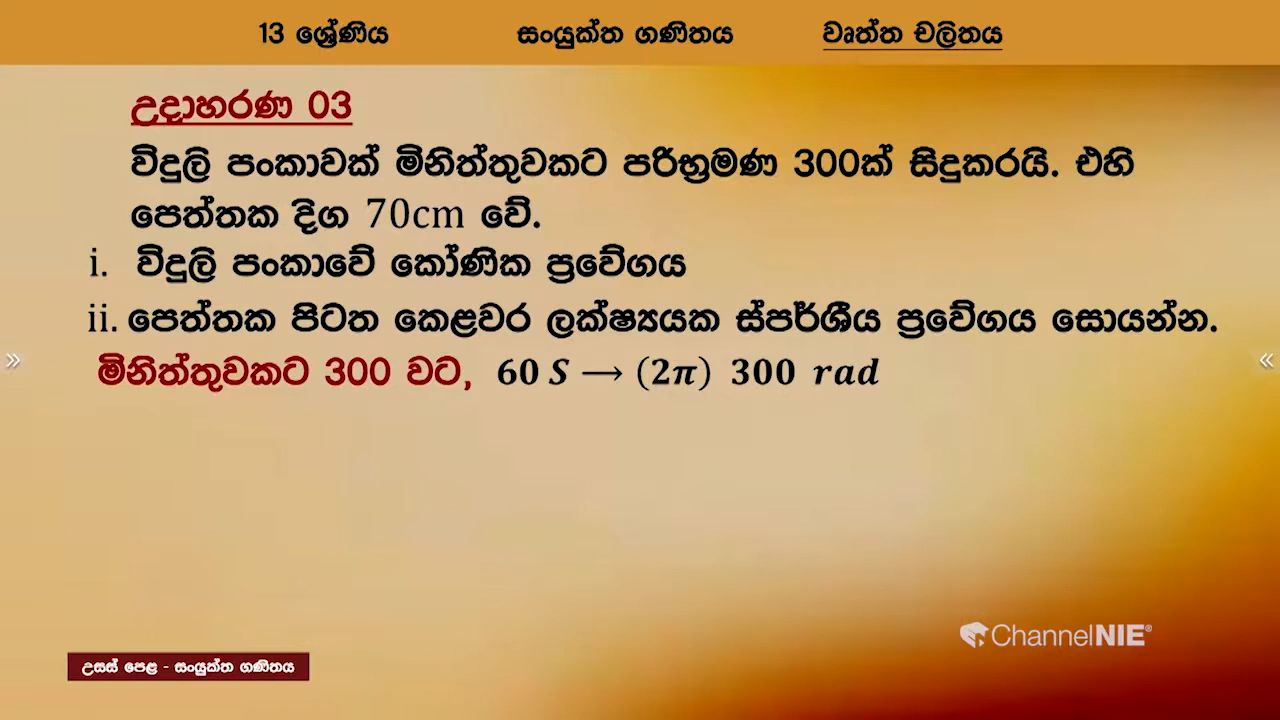 13 ශ්‍රේණිය සංයුක්ත ගණිතය වෘත්ත චලිතය
උදාහරණ 03
විදුලි පංකාවක් මිනිත්තුවකට පරිභ්‍රමණ 300ක් සිදුකරයි. එහි
පෙත්තක දිග 70cm වේ.
i. විදුලි පංකාවේ කෝණික ප්‍රවේගය
ii. පෙත්තක පිටත කෙළවර ලක්ෂ්‍යයක ස්පර්ශීය ප්‍රවේගය සොයන්න.
මිනිත්තුවකට 300 වට, 60 S ⟶ (2π) 300 rad
ChannelNIE®
උසස් පෙළ - සංයුක්ත ගණිතය